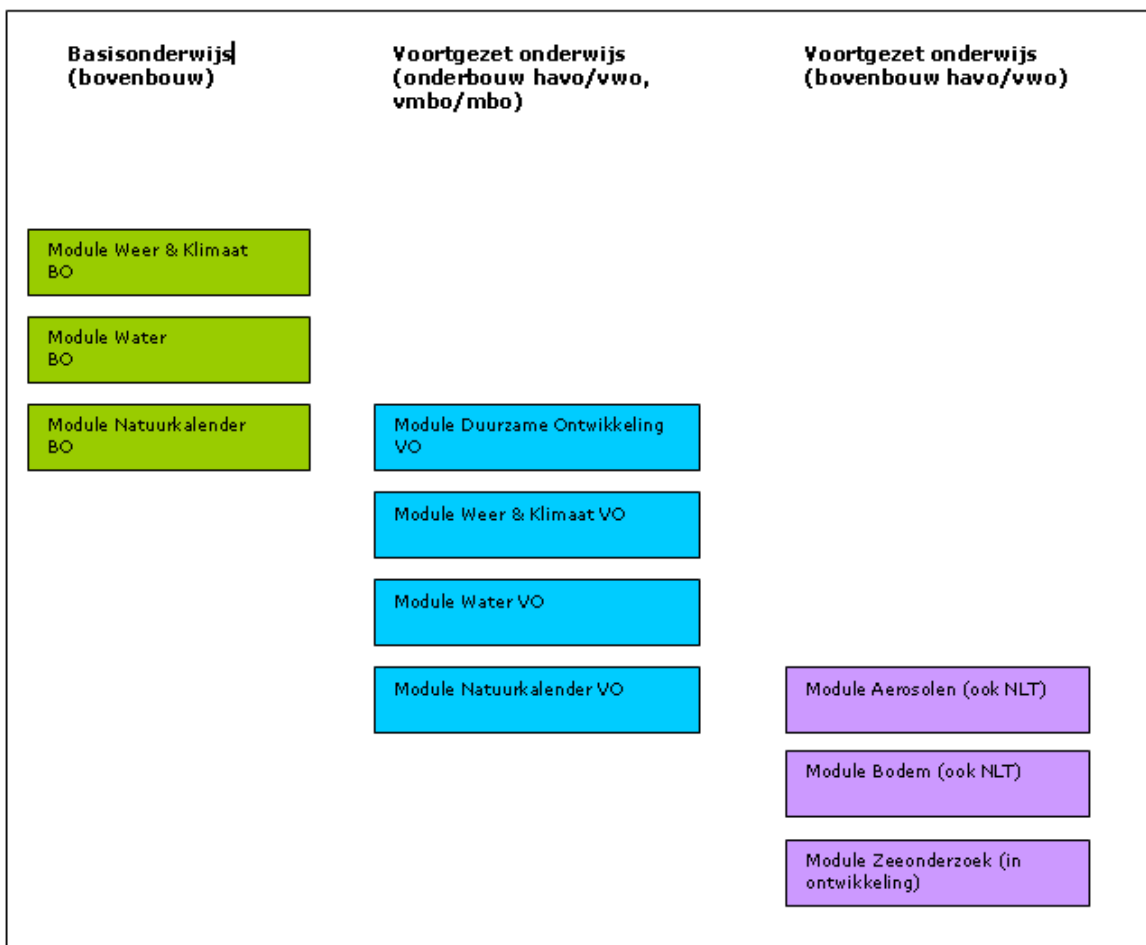 Basisonderwijs
(bovenbouw)
Voortgezet onderwijs
(onderbouw havo/vwo,
vmbo/mbo)
Voortgezet onderwijs
(bovenbouw havo/vwo)
Module Weer & Klimaat
BO
Module Water
BO
Module Natuurkalender
BO
Module Duurzame Ontwikkeling
VO
Module Weer & Klimaat VO
Module Water VO
Module Natuurkalender VO
Module Aerosolen (ook NLT)
Module Bodem (ook NLT)
Module Zeeonderzoek (in
ontwikkeling)